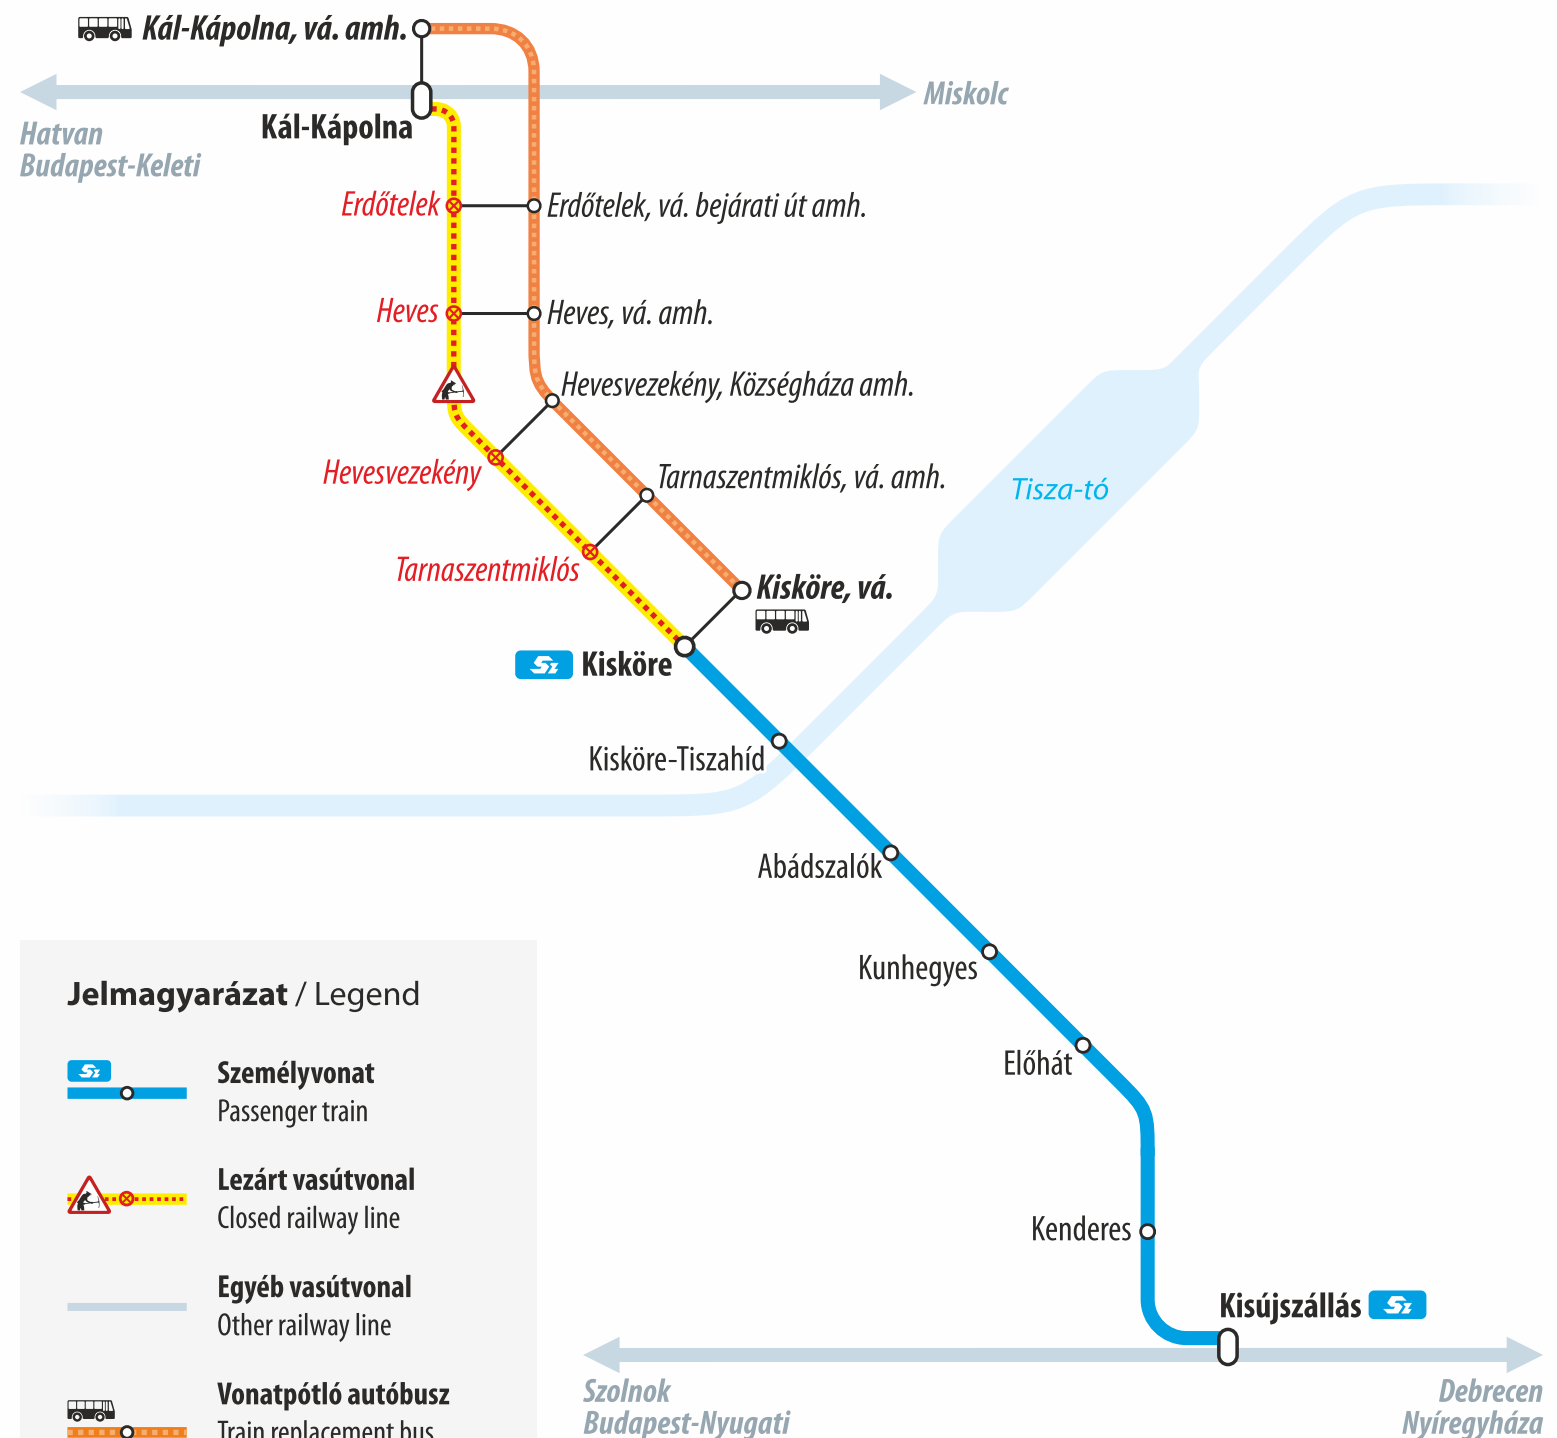 Kál-Kápolna, vá. amh.
Miskolc
Kál-Kápolna
Hatvan
Budapest-Keleti
Erdőtelek
Erdőtelek, vá. bejárati út amh.
Heves
Heves, vá. amh.
Hevesvezekény, Községháza amh.
Hevesvezekény
Tarnaszentmiklós, vá. amh.
Tisza-tó
Tarnaszentmiklós
Kisköre, vá.
Sz Kisköre
Kisköre-Tiszahíd
Abádszalók
Kunhegyes
Előhát
Kenderes
Kisújszállás Sz
Szolnok
Budapest-Nyugati
Debrecen
Nyíregyháza
Jelmagyarázat / Legend
Sz
Személyvonat
Passenger train
Lezárt vasútvonal
Closed railway line
Egyéb vasútvonal
Other railway line
Vonatpótló autóbusz
Train replacement bus